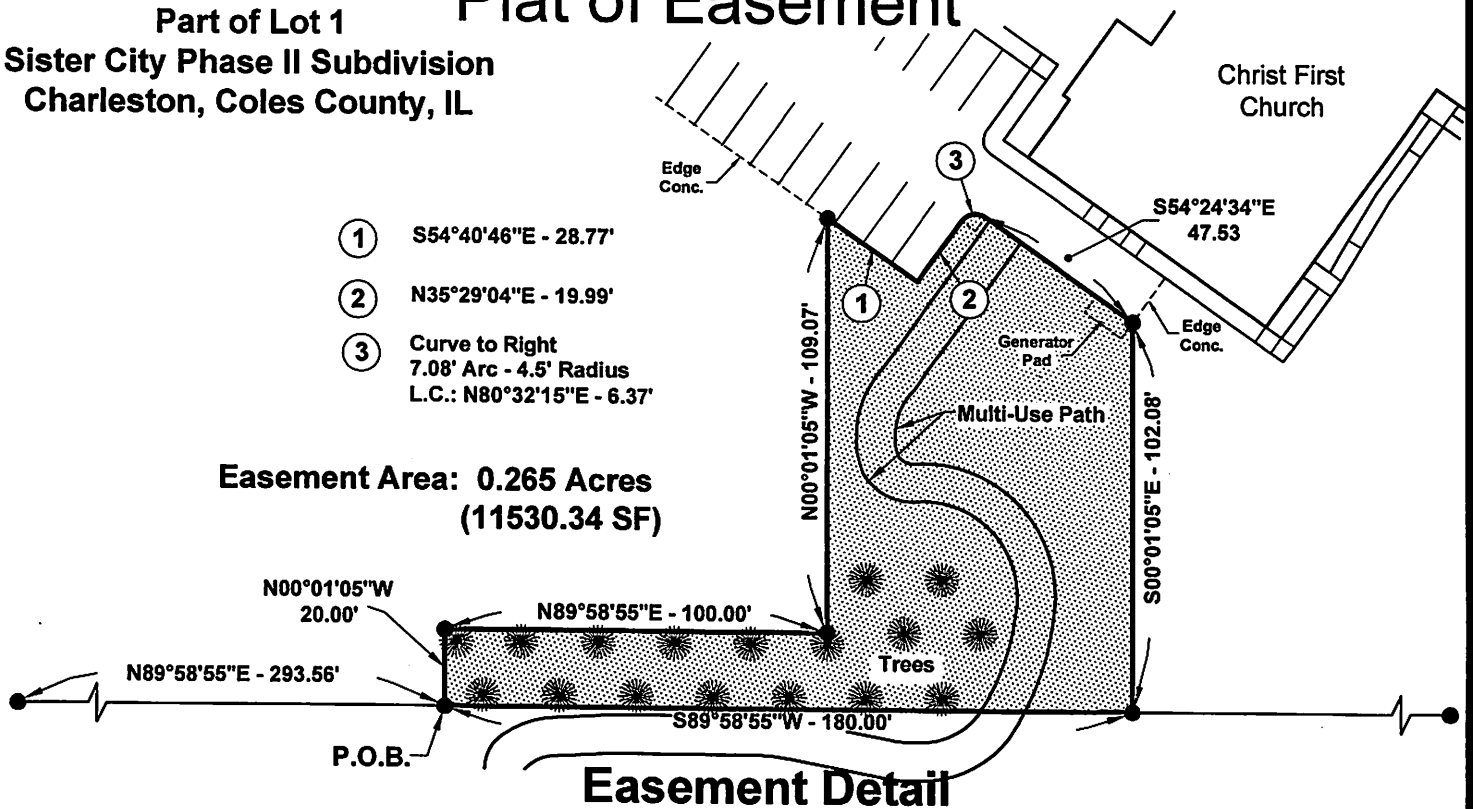 Plat of Easement
Part of Lot 1
Sister City Phase II Subdivision
Charleston, Coles County, IL
Christ First
Church
Edge
Conc.
3
S54°24'34"E
47.53
1 S54°40'46"E - 28.77'
2 N35°29'04"E - 19.99'
3 Curve to Right
7.08' Arc - 4.5' Radius
L.C.: N80°32'15"E - 6.37'
1
2
N00°01'05"W - 109.07'
Generator
Pad
Edge
Conc.
Multi-Use Path
S00°01'05"E - 102.08'
Easement Area: 0.265 Acres
(11530.34 SF)
N00°01'05"W
20.00'
N89°58'55"E - 100.00'
Trees
N89°58'55"E - 293.56'
S89°58'55"W - 180.00'
P.O.B.
Easement Detail